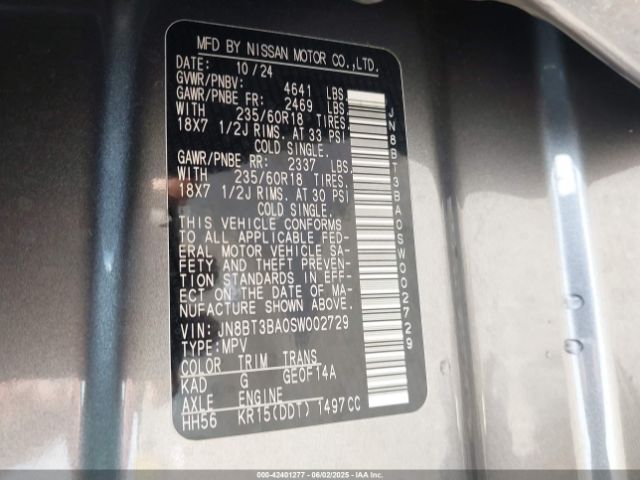 MFD BY NISSAN MOTOR CO.,LTD.
DATE: 10/24
GVWR/PNBV: 4641 LBS
GAWR/PNBE FR: 2469 LBS.
WITH 235/60R18 TIRES.
18X7 1/2J RIMS. AT 33 PSI
COLD SINGLE.
GAWR/PNBE RR: 2337 LBS.
WITH 235/60R18 TIRES.
18X7 1/2J RIMS. AT 30 PSI
COLD SINGLE.
THIS VEHICLE CONFORMS
TO ALL APPLICABLE FED-
ERAL MOTOR VEHICLE SA-
FETY AND THEFT PREVEN-
TION STANDARDS IN EFF-
ECT ON THE DATE OF MA-
NUFACTURE SHOWN ABOVE.
VIN: JN8BT3BA0SW002729
TYPE:MPV
COLOR TRIM TRANS
KAD G GE0F14A
AXLE ENGINE
HH56 KR15(DDT) 1497CC
JN8BT3BA0SW002729
000-42401277 - 06/02/2025 - IAAI.COM